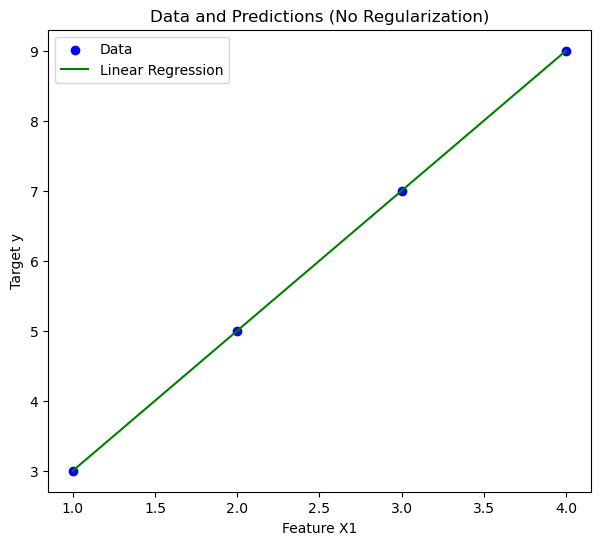 Data and Predictions (No Regularization)
Data
Linear Regression
9
8
7
6
5
4
3
Target y
1.0 1.5 2.0 2.5 3.0 3.5 4.0
Feature X1